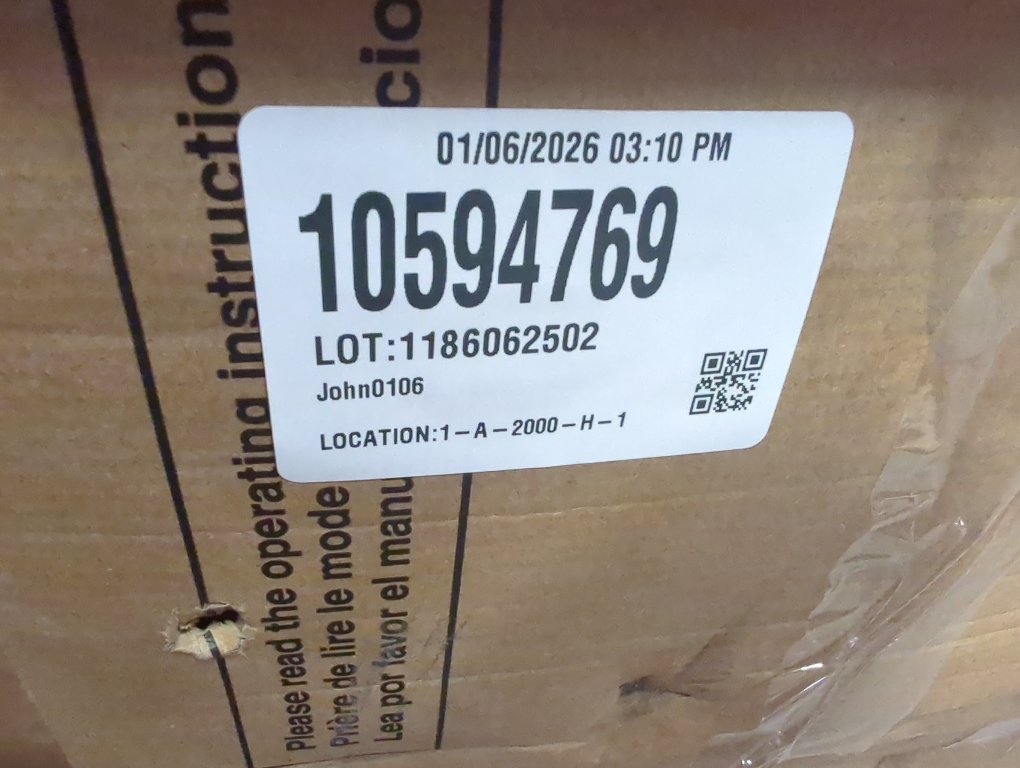 01/06/2026 03:10 PM
10594769
LOT:1186062502
John0106
LOCATION:1-A-2000-H-1
Please read the operating instruction
Prière de lire le mode
cio
Lea por favor el manu